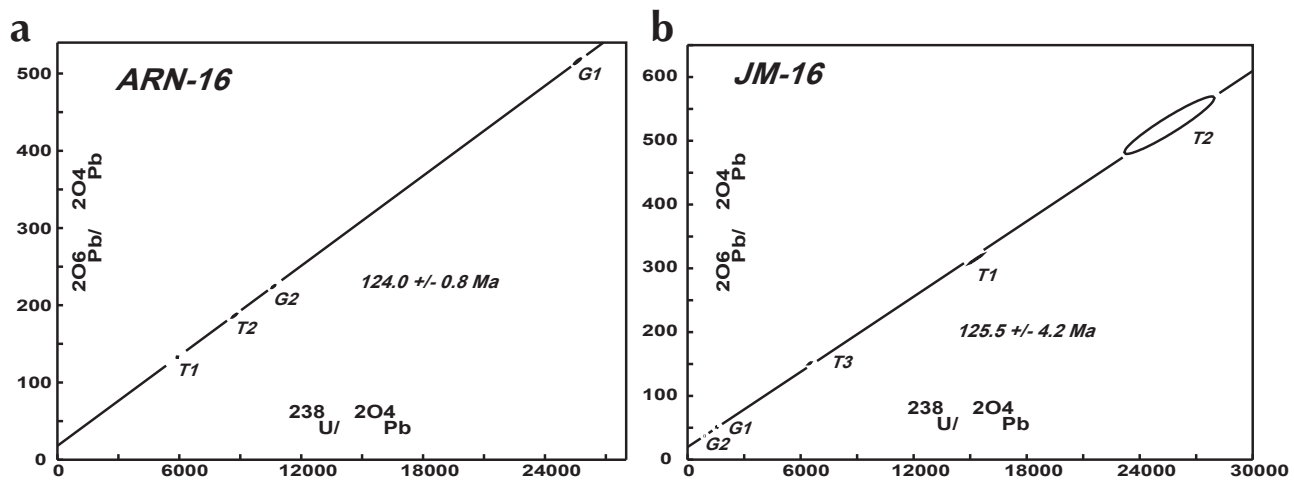 a
ARN-16
500
400
300
200
100
0
206Pb/ 204Pb
G1
G2
T2
T1
124.0 +/- 0.8 Ma
238U/ 204Pb
0 6000 12000 18000 24000
b
JM-16
600
500
400
300
200
100
0
206Pb/ 204Pb
T2
T1
T3
G1
G2
125.5 +/- 4.2 Ma
238U/ 204Pb
0 6000 12000 18000 24000 30000